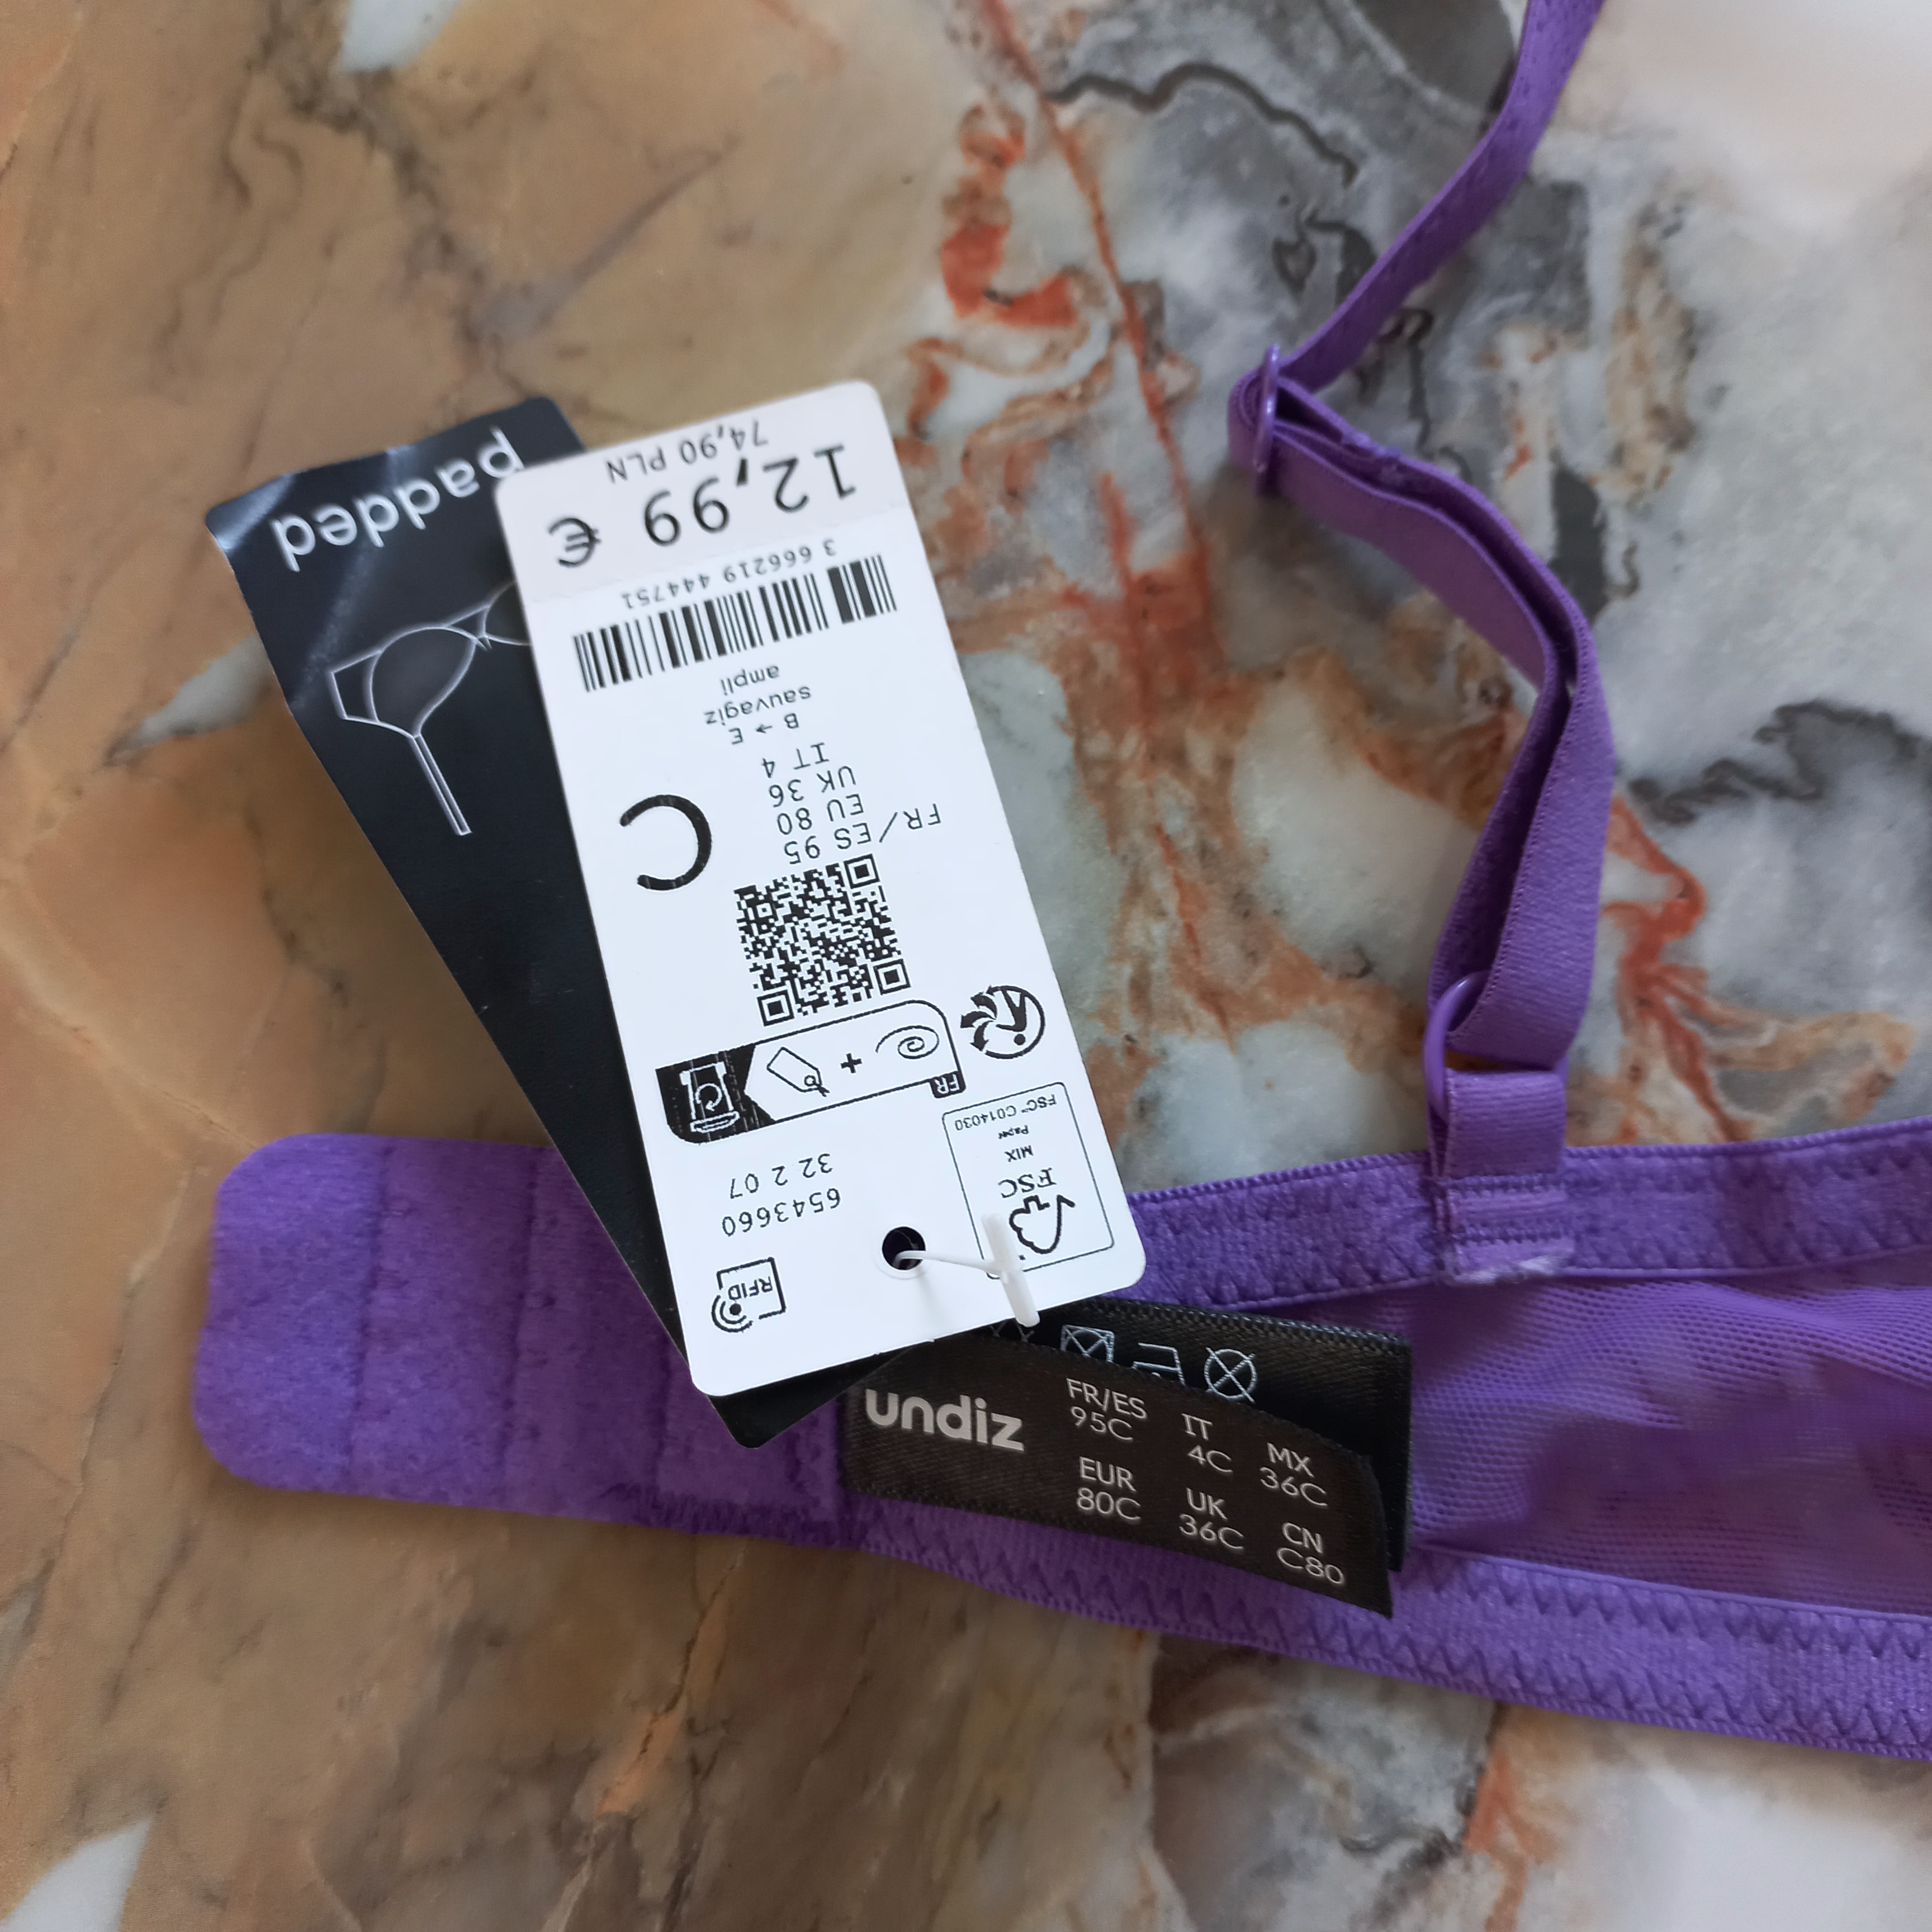 padded
RFID
6543660
32 2 07
FSC
MIX
Paper
FSC™ C014030
FR
+
FR/ES 95
EU 80
UK 36
IT 4
C
B → E
sauvagiz
ampli
3 666219 444751
12,99 €
74,90 PLN
undiz
FR/ES
95C
IT
4C
MX
36C
EUR
80C
UK
36C
CN
C80